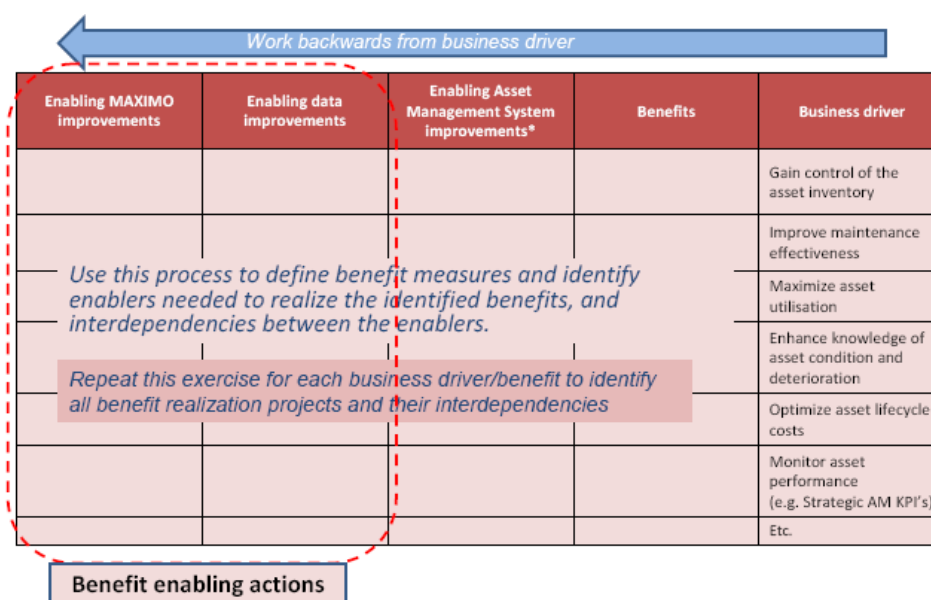 Work backwards from business driver
Enabling MAXIMO
improvements
Enabling data
improvements
Enabling Asset
Management System
improvements*
Benefits
Business driver
Gain control of the
asset inventory
Improve maintenance
effectiveness
Maximize asset
utilisation
Enhance knowledge of
asset condition and
deterioration
Optimize asset lifecycle
costs
Monitor asset
performance
(e.g. Strategic AM KPI's)
Etc.
Use this process to define benefit measures and identify
enablers needed to realize the identified benefits, and
interdependencies between the enablers.
Repeat this exercise for each business driver/benefit to identify
all benefit realization projects and their interdependencies
Benefit enabling actions